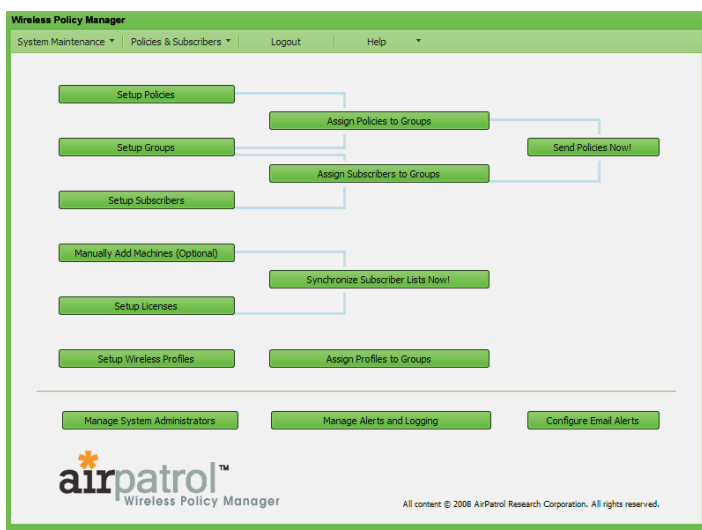 Wireless Policy Manager
System Maintenance Policies & Subscribers Logout Help
Setup Policies
Assign Policies to Groups
Setup Groups Send Policies Now!
Assign Subscribers to Groups
Setup Subscribers
Manually Add Machines (Optional)
Synchronize Subscriber Lists Now!
Setup Licenses
Setup Wireless Profiles Assign Profiles to Groups
Manage System Administrators Manage Alerts and Logging Configure Email Alerts
airpatrol™
Wireless Policy Manager
All content © 2008 AirPatrol Research Corporation. All rights reserved.